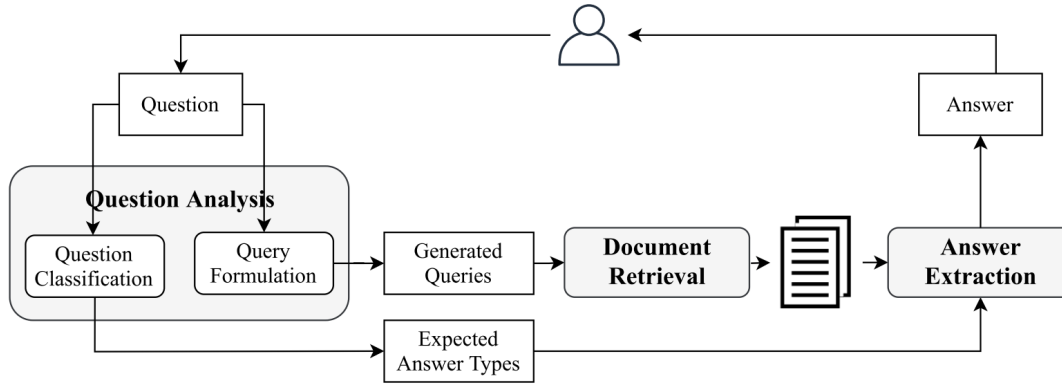 Question
Answer
Question Analysis
Question
Classification
Query
Formulation
Generated
Queries
Document
Retrieval
Answer
Extraction
Expected
Answer Types